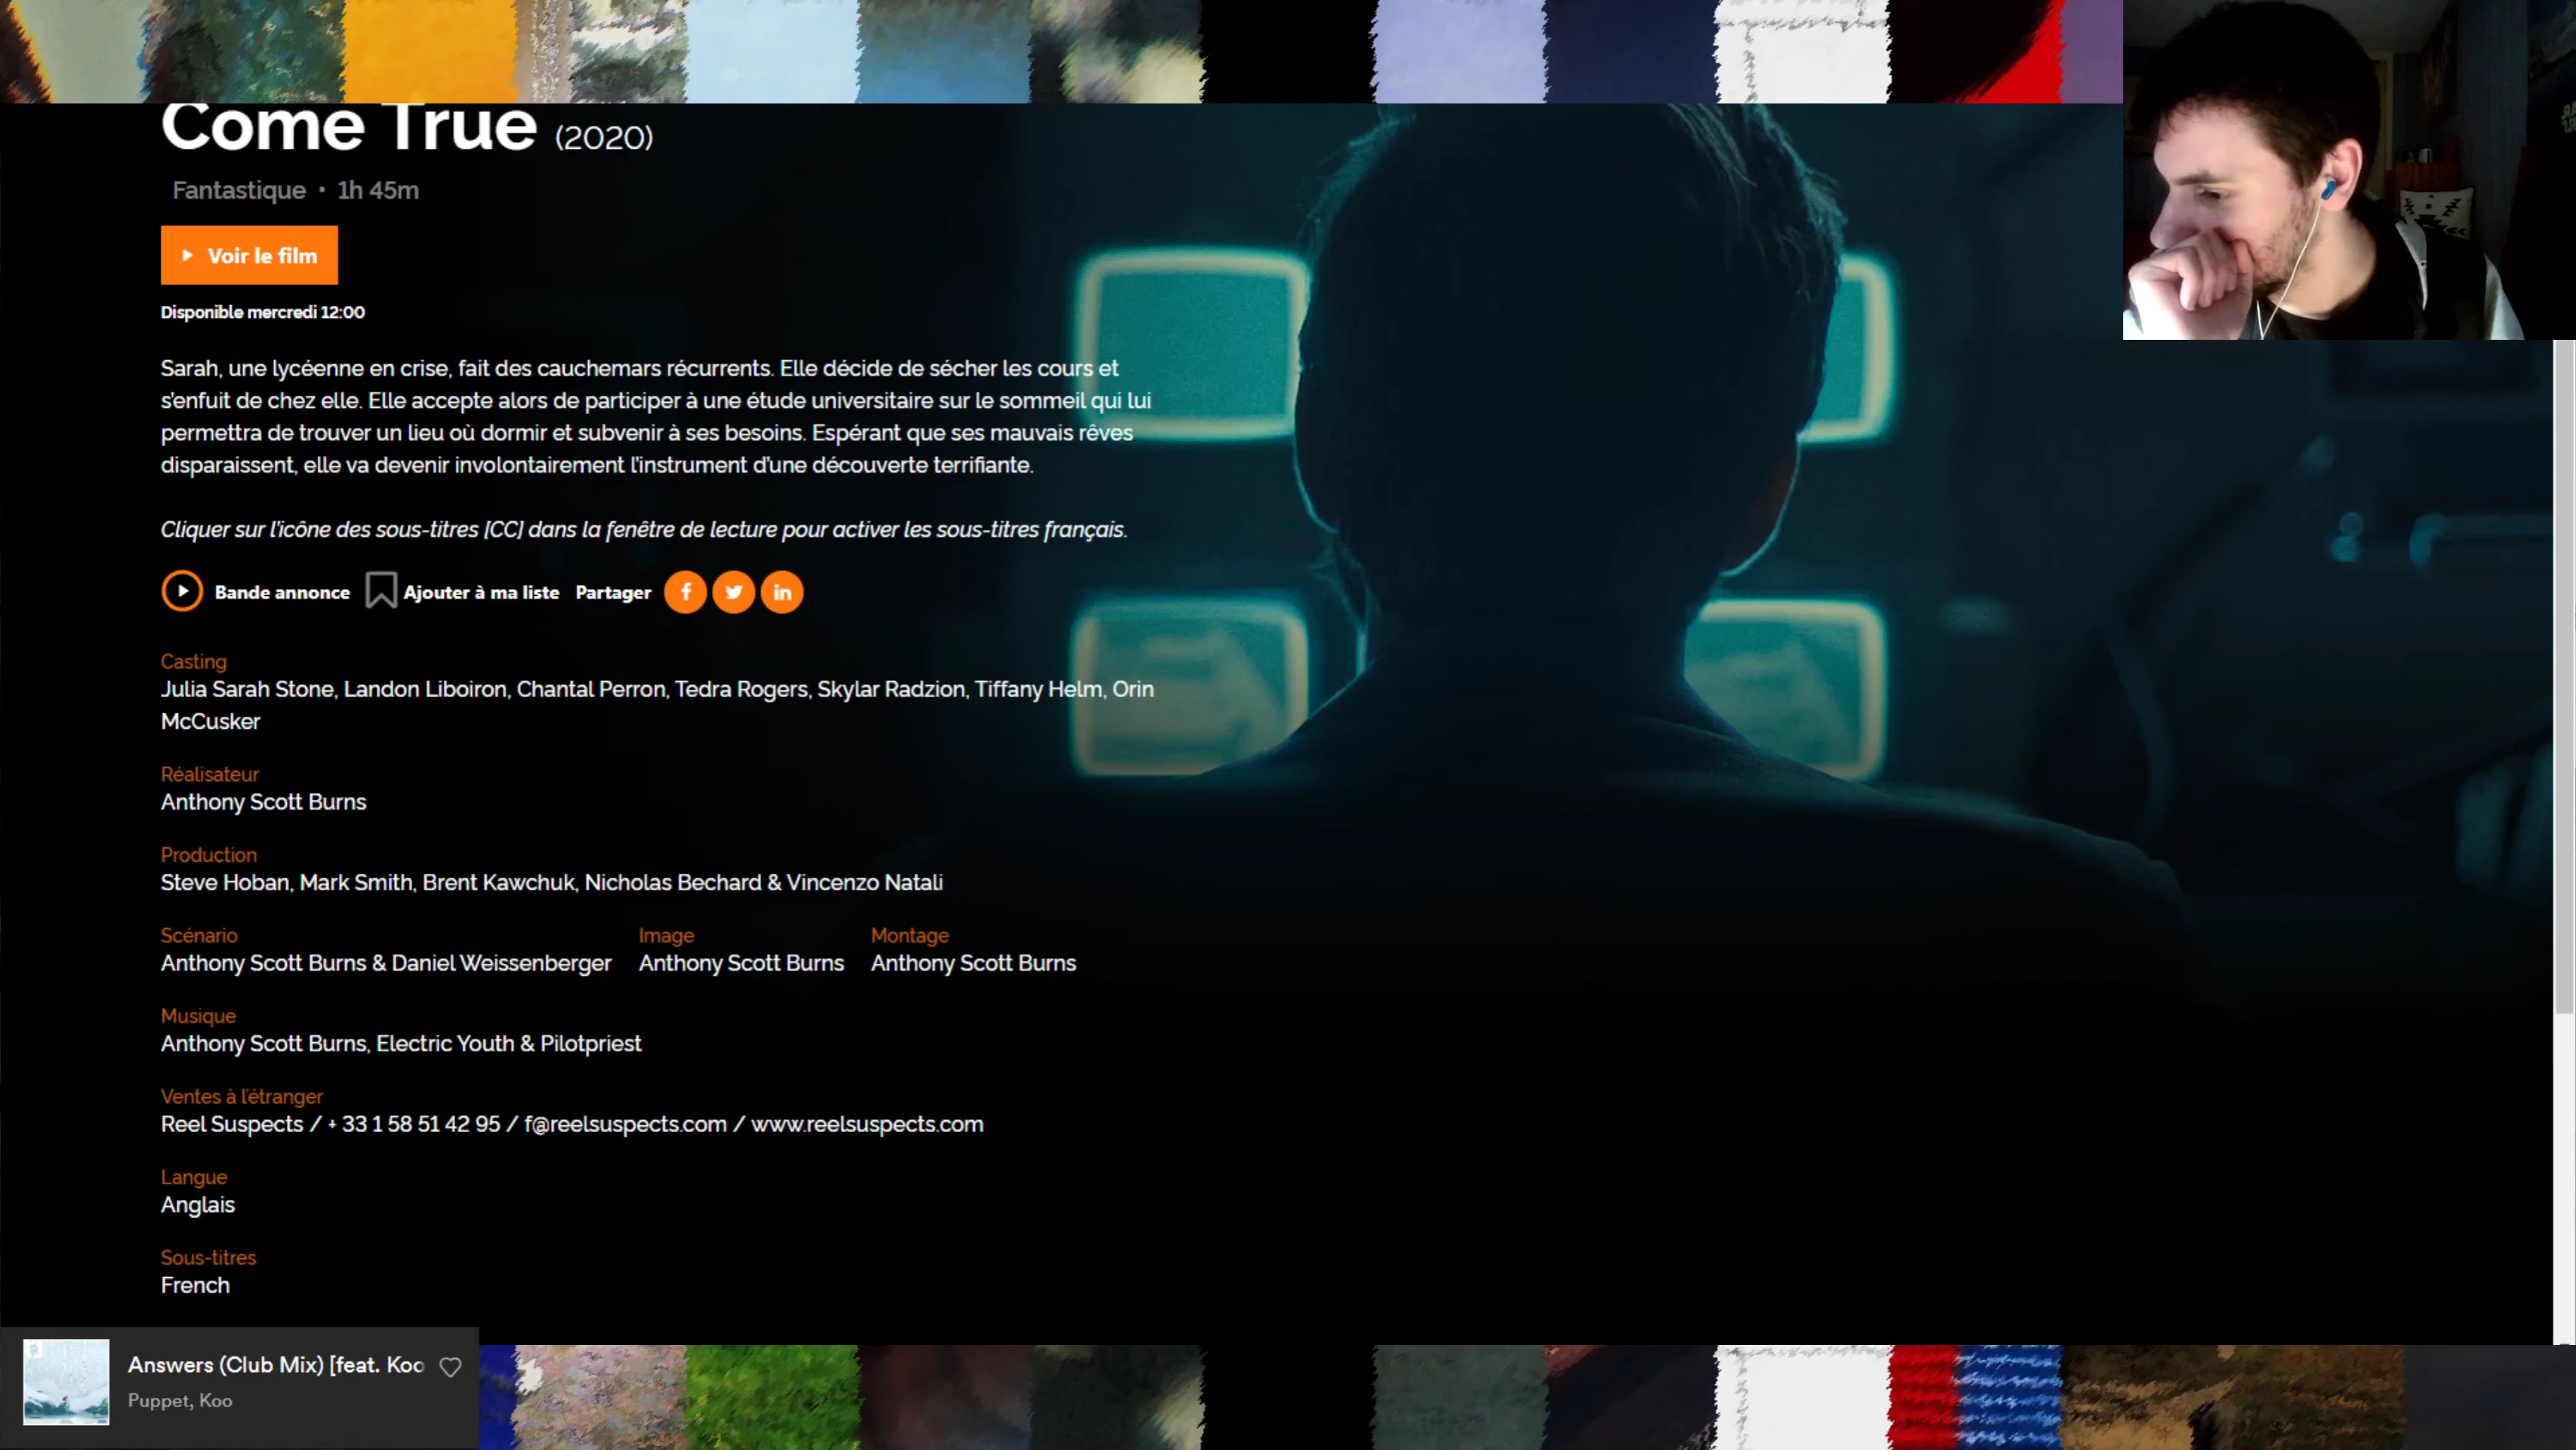 Come True (2020)
Fantastique • 1h 45m
Voir le film
Disponible mercredi 12:00
Sarah, une lycéenne en crise, fait des cauchemars récurrents. Elle décide de sécher les cours et
s'enfuit de chez elle. Elle accepte alors de participer à une étude universitaire sur le sommeil qui lui
permettra de trouver un lieu où dormir et subvenir à ses besoins. Espérant que ses mauvais rêves
disparaissent, elle va devenir involontairement l'instrument d'une découverte terrifiante.
Cliquer sur l'icône des sous-titres [CC] dans la fenêtre de lecture pour activer les sous-titres français.
Bande annonce Ajouter à ma liste Partager f in
Casting
Julia Sarah Stone, Landon Liboiron, Chantal Perron, Tedra Rogers, Skylar Radzion, Tiffany Helm, Orin
McCusker
Réalisateur
Anthony Scott Burns
Production
Steve Hoban, Mark Smith, Brent Kawchuk, Nicholas Bechard & Vincenzo Natali
Scénario Image Montage
Anthony Scott Burns & Daniel Weissenberger Anthony Scott Burns Anthony Scott Burns
Musique
Anthony Scott Burns, Electric Youth & Pilotpriest
Ventes à l'étranger
Reel Suspects / + 33 1 58 51 42 95 / f@reelsuspects.com / www.reelsuspects.com
Langue
Anglais
Sous-titres
French
Answers (Club Mix) [feat. Koo
Puppet, Koo